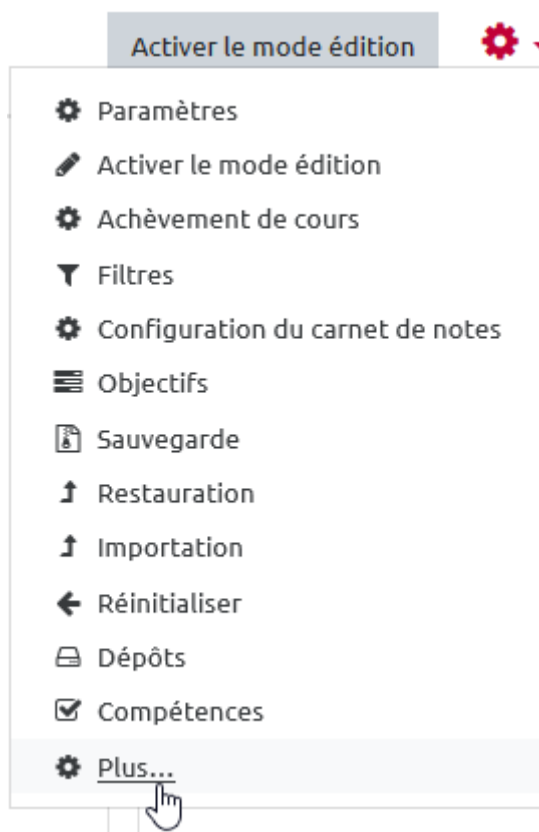 Activer le mode édition
Paramètres
Activer le mode édition
Achèvement de cours
Filtres
Configuration du carnet de notes
Objectifs
Sauvegarde
Restauration
Importation
Réinitialiser
Dépôts
Compétences
Plus...